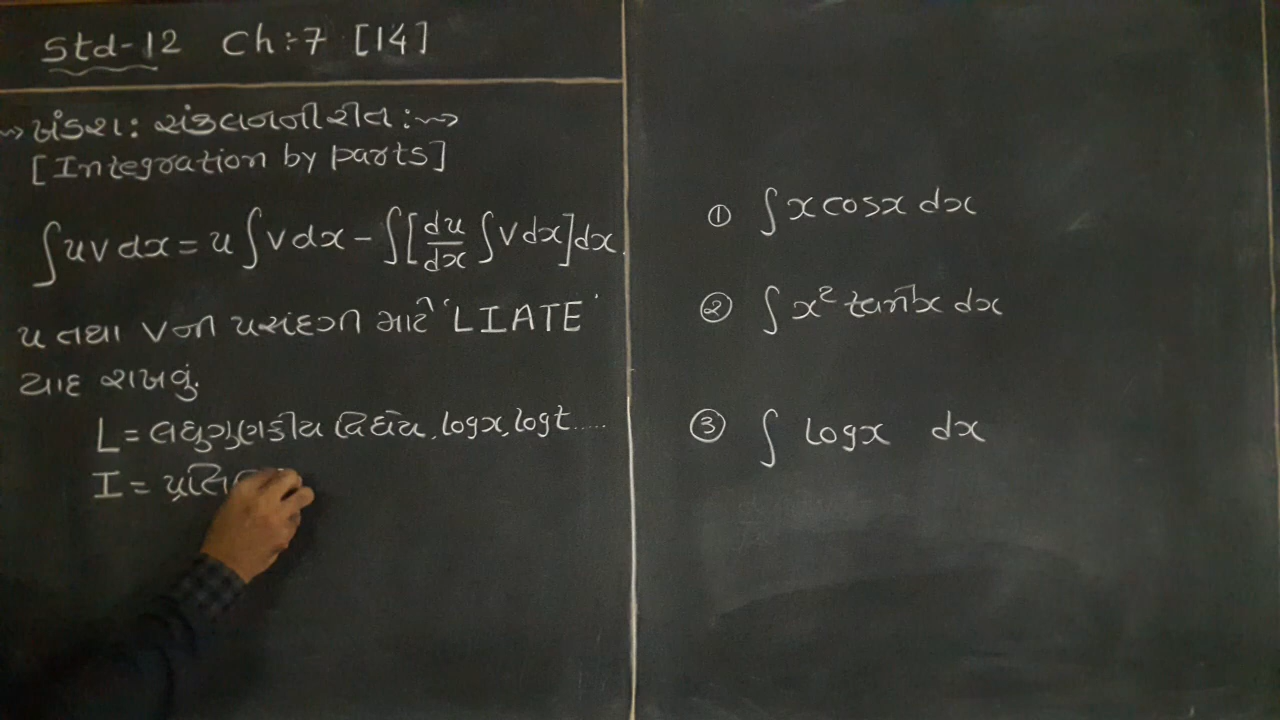 Std-12 Ch:7 [14]
ખંડશ: સંકલનની રીત :
[Integration by parts]
∫uv dx = u ∫v dx - ∫[du/dx ∫v dx]dx.
u તથા v ની પસંદગી માટે 'LIATE'
યાદ રાખવું.
L = લઘુગુણકીય વિધેય, logx, logt.....
I = પ્રતિ
① ∫ x cosx dx
② ∫ x² tan⁻¹x dx
③ ∫ logx dx